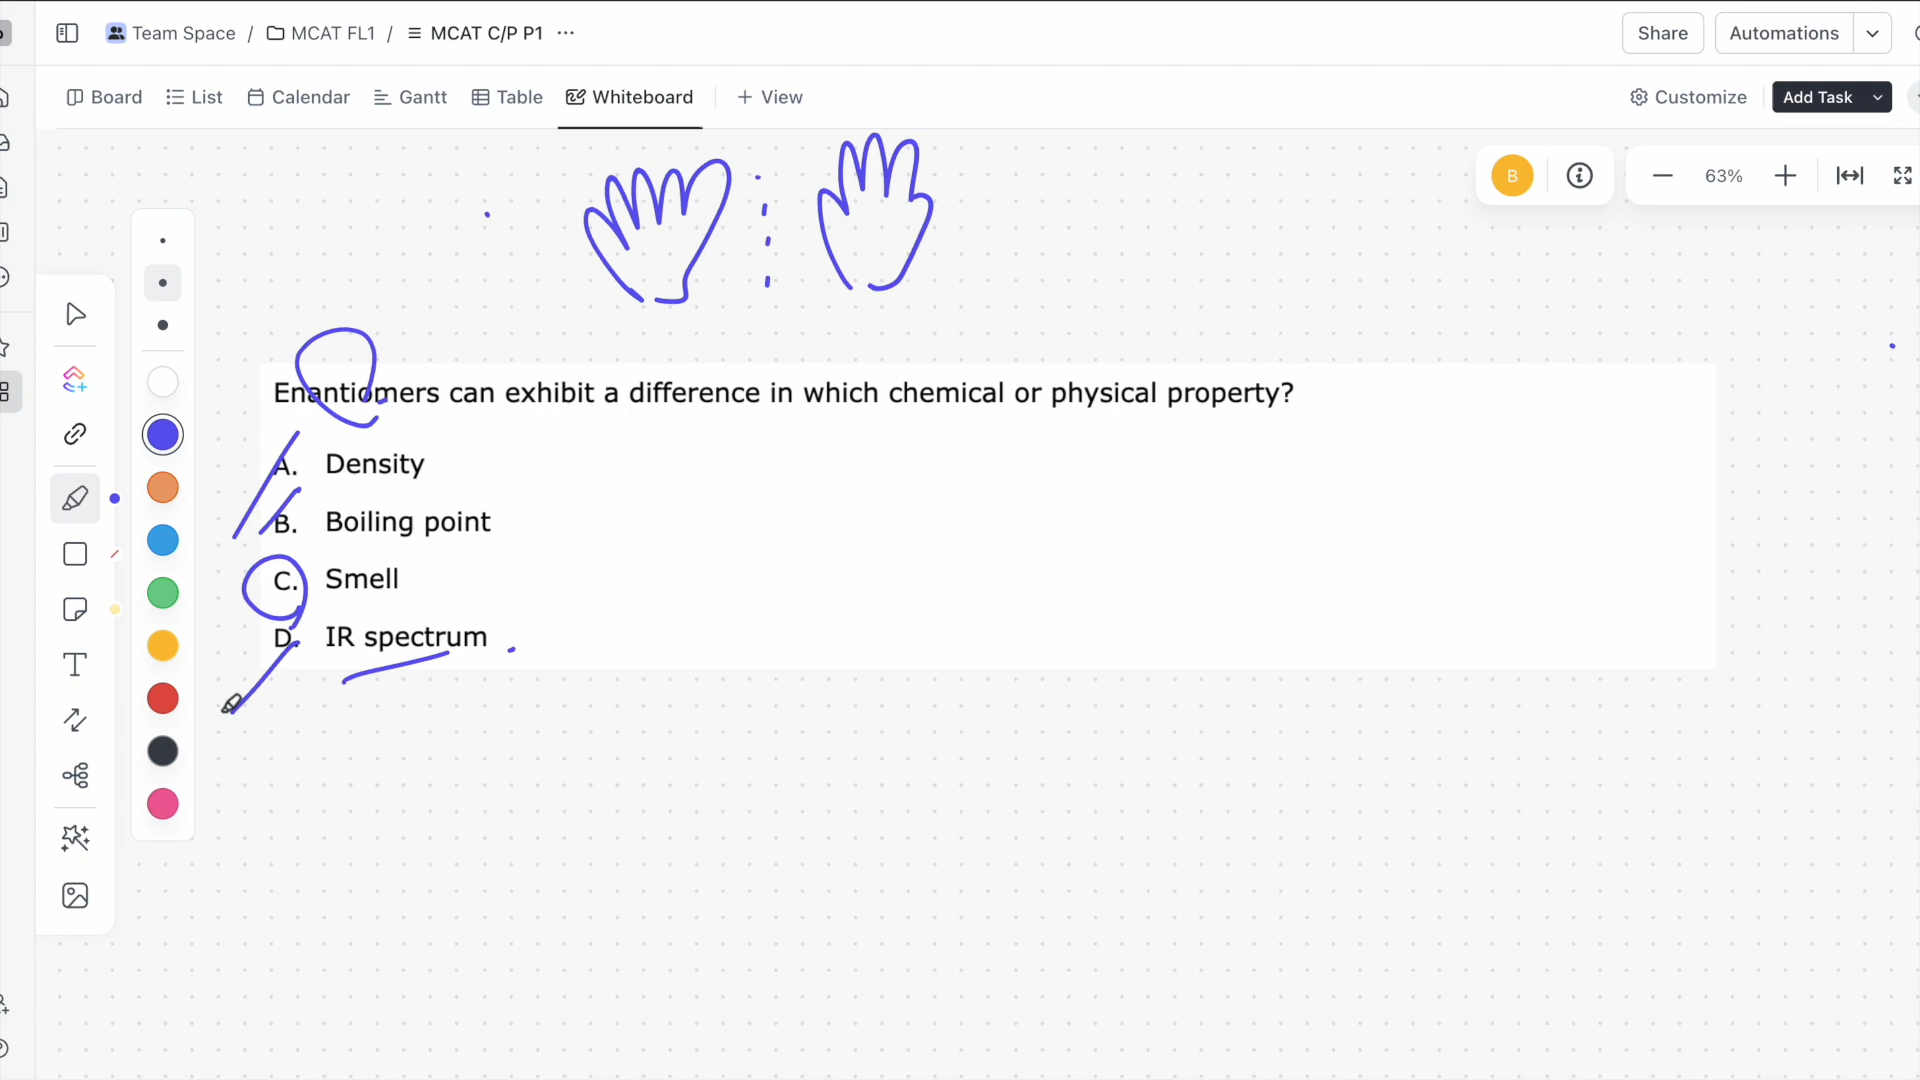 Team Space / MCAT FL1 / MCAT C/P P1 ...
Share
Automations
Board
List
Calendar
Gantt
Table
Whiteboard
+ View
Customize
Add Task
B
63%
Enantiomers can exhibit a difference in which chemical or physical property?
A. Density
B. Boiling point
C. Smell
D. IR spectrum